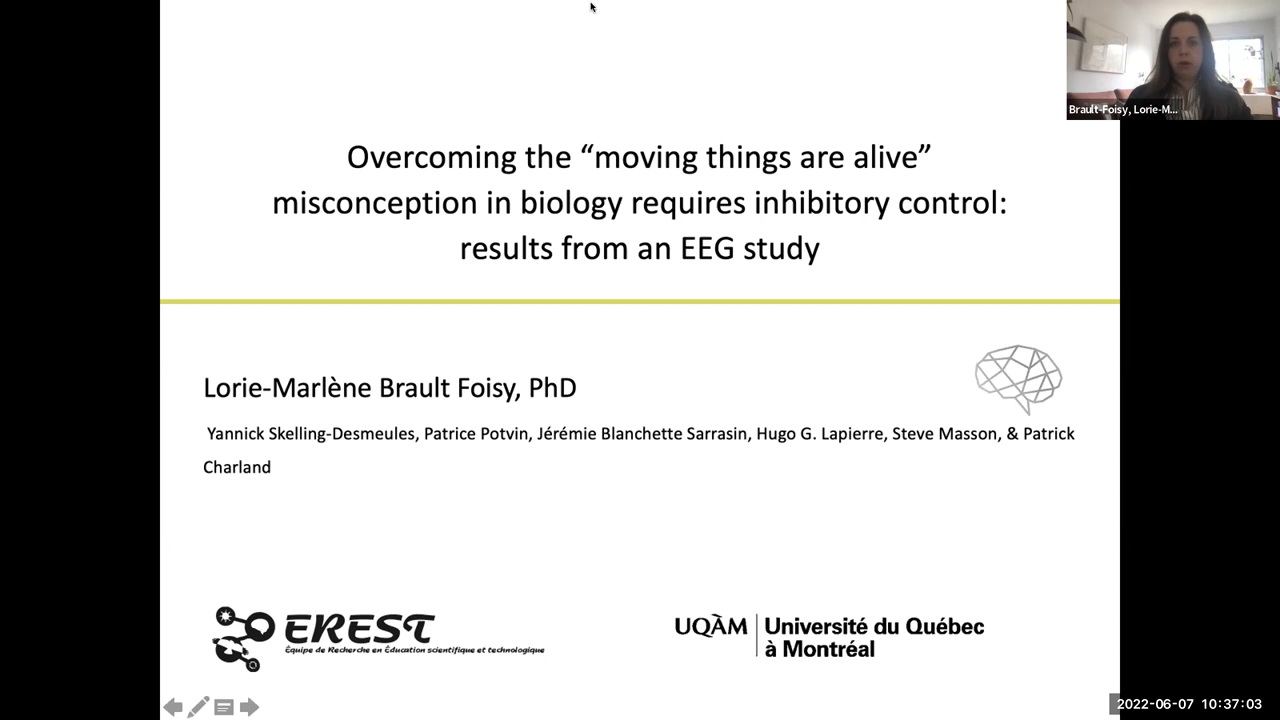 Brault-Foisy, Lorie-M...
Overcoming the “moving things are alive”
misconception in biology requires inhibitory control:
results from an EEG study
Lorie-Marlène Brault Foisy, PhD
Yannick Skelling-Desmeules, Patrice Potvin, Jérémie Blanchette Sarrasin, Hugo G. Lapierre, Steve Masson, & Patrick
Charland
EREST
Équipe de Recherche en Éducation scientifique et technologique
UQÀM
Université du Québec
à Montréal
2022-06-07 10:37:03